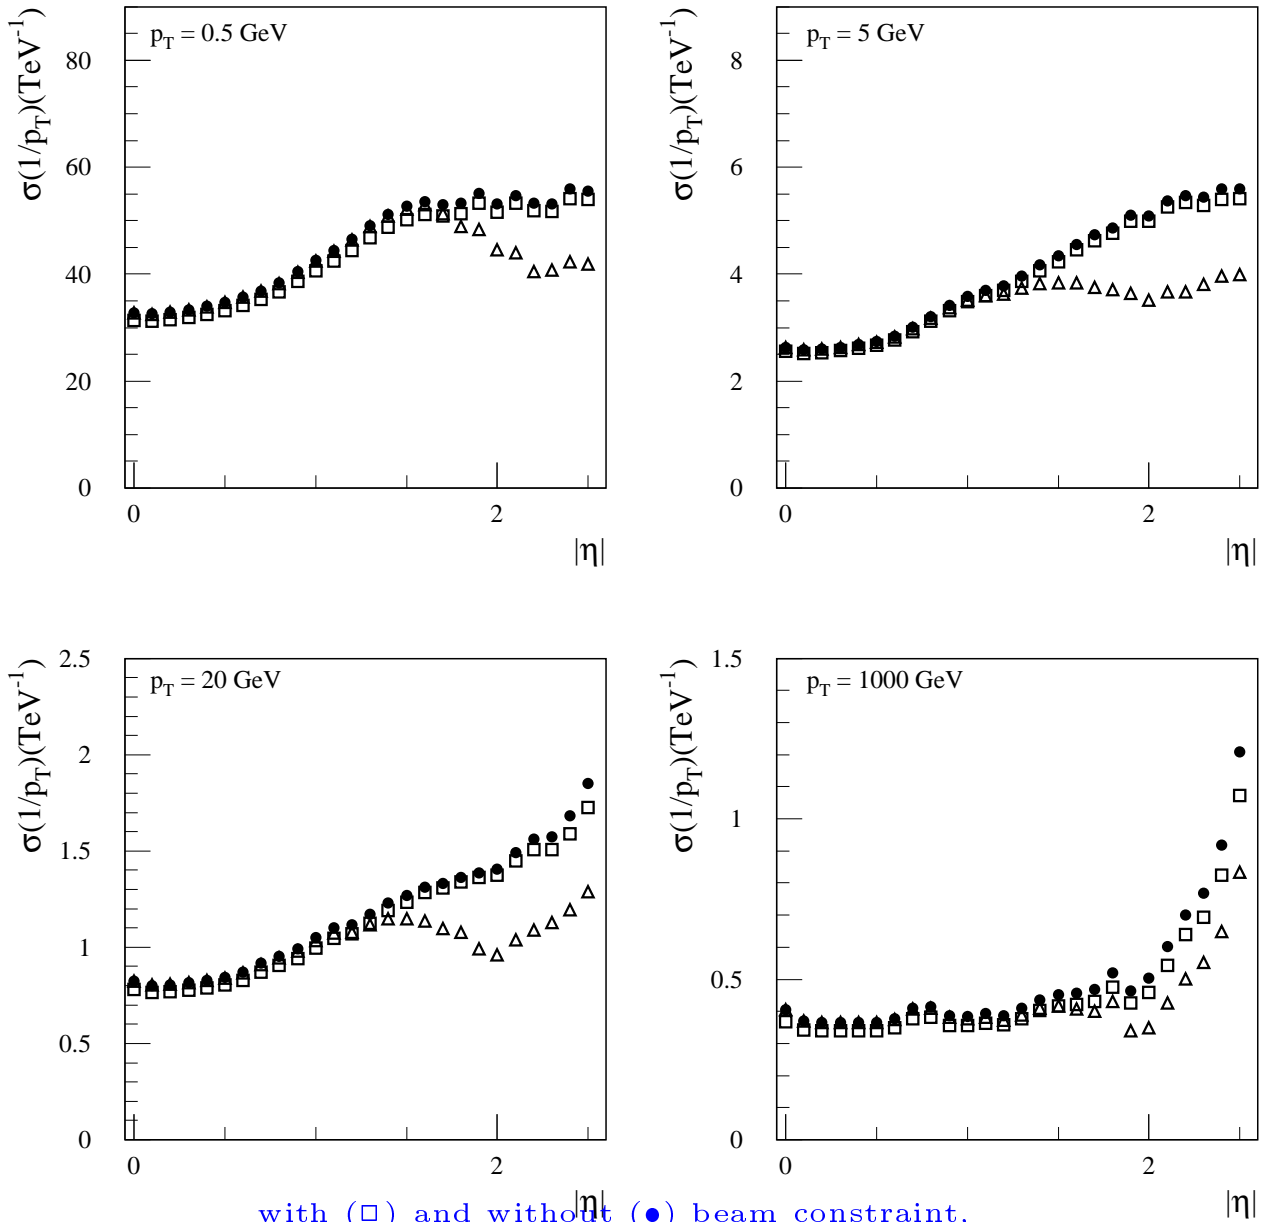 p_T = 0.5 GeV
σ(1/p_T)(TeV^-1)
80
60
40
20
0
0
2
|η|
p_T = 5 GeV
σ(1/p_T)(TeV^-1)
8
6
4
2
0
0
2
|η|
p_T = 20 GeV
σ(1/p_T)(TeV^-1)
2.5
2
1.5
1
0.5
0
0
2
|η|
p_T = 1000 GeV
σ(1/p_T)(TeV^-1)
1.5
1
0.5
0
0
2
|η|
with (□) and without (●) beam constraint,